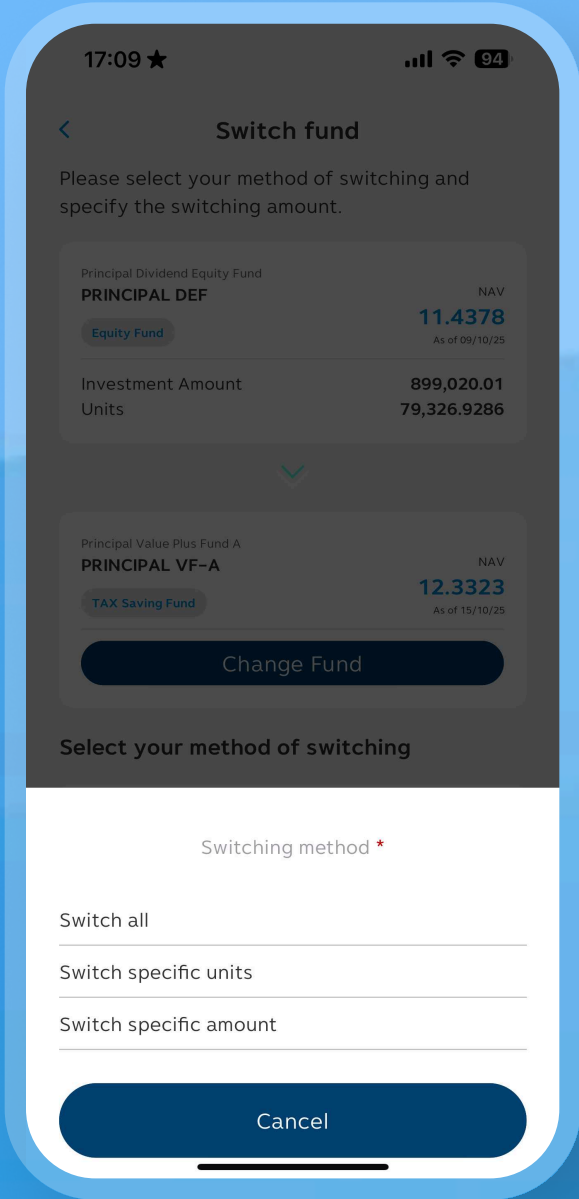 17:09
94
Switch fund
Please select your method of switching and
specify the switching amount.
Principal Dividend Equity Fund
PRINCIPAL DEF
NAV
11.4378
Equity Fund
As of 09/10/25
Investment Amount 899,020.01
Units 79,326.9286
Principal Value Plus Fund A
PRINCIPAL VF-A
NAV
12.3323
TAX Saving Fund
As of 15/10/25
Change Fund
Select your method of switching
Switching method *
Switch all
Switch specific units
Switch specific amount
Cancel